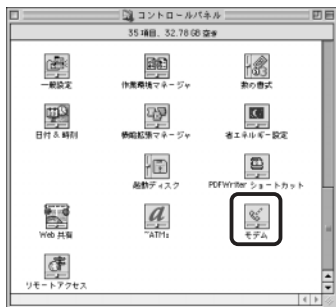 コントロールパネル
35 項目、32.78 GB 空き
一般設定
作業環境マネージャ
数の書式
日付 & 時刻
機能拡張マネージャ
省エネルギー設定
起動ディスク
PDFWriter ショートカット
Web 共有
~ATMs
モデム
リモートアクセス